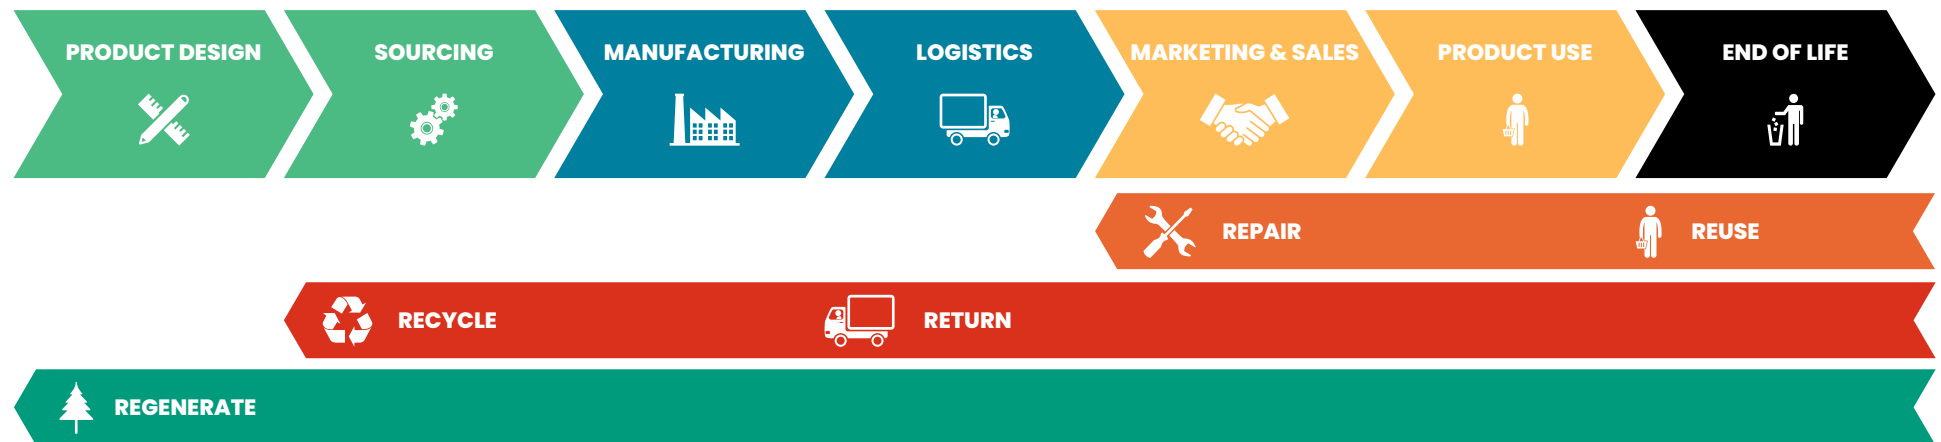 PRODUCT DESIGN
SOURCING
MANUFACTURING
LOGISTICS
MARKETING & SALES
PRODUCT USE
END OF LIFE
REPAIR
REUSE
RECYCLE
RETURN
REGENERATE